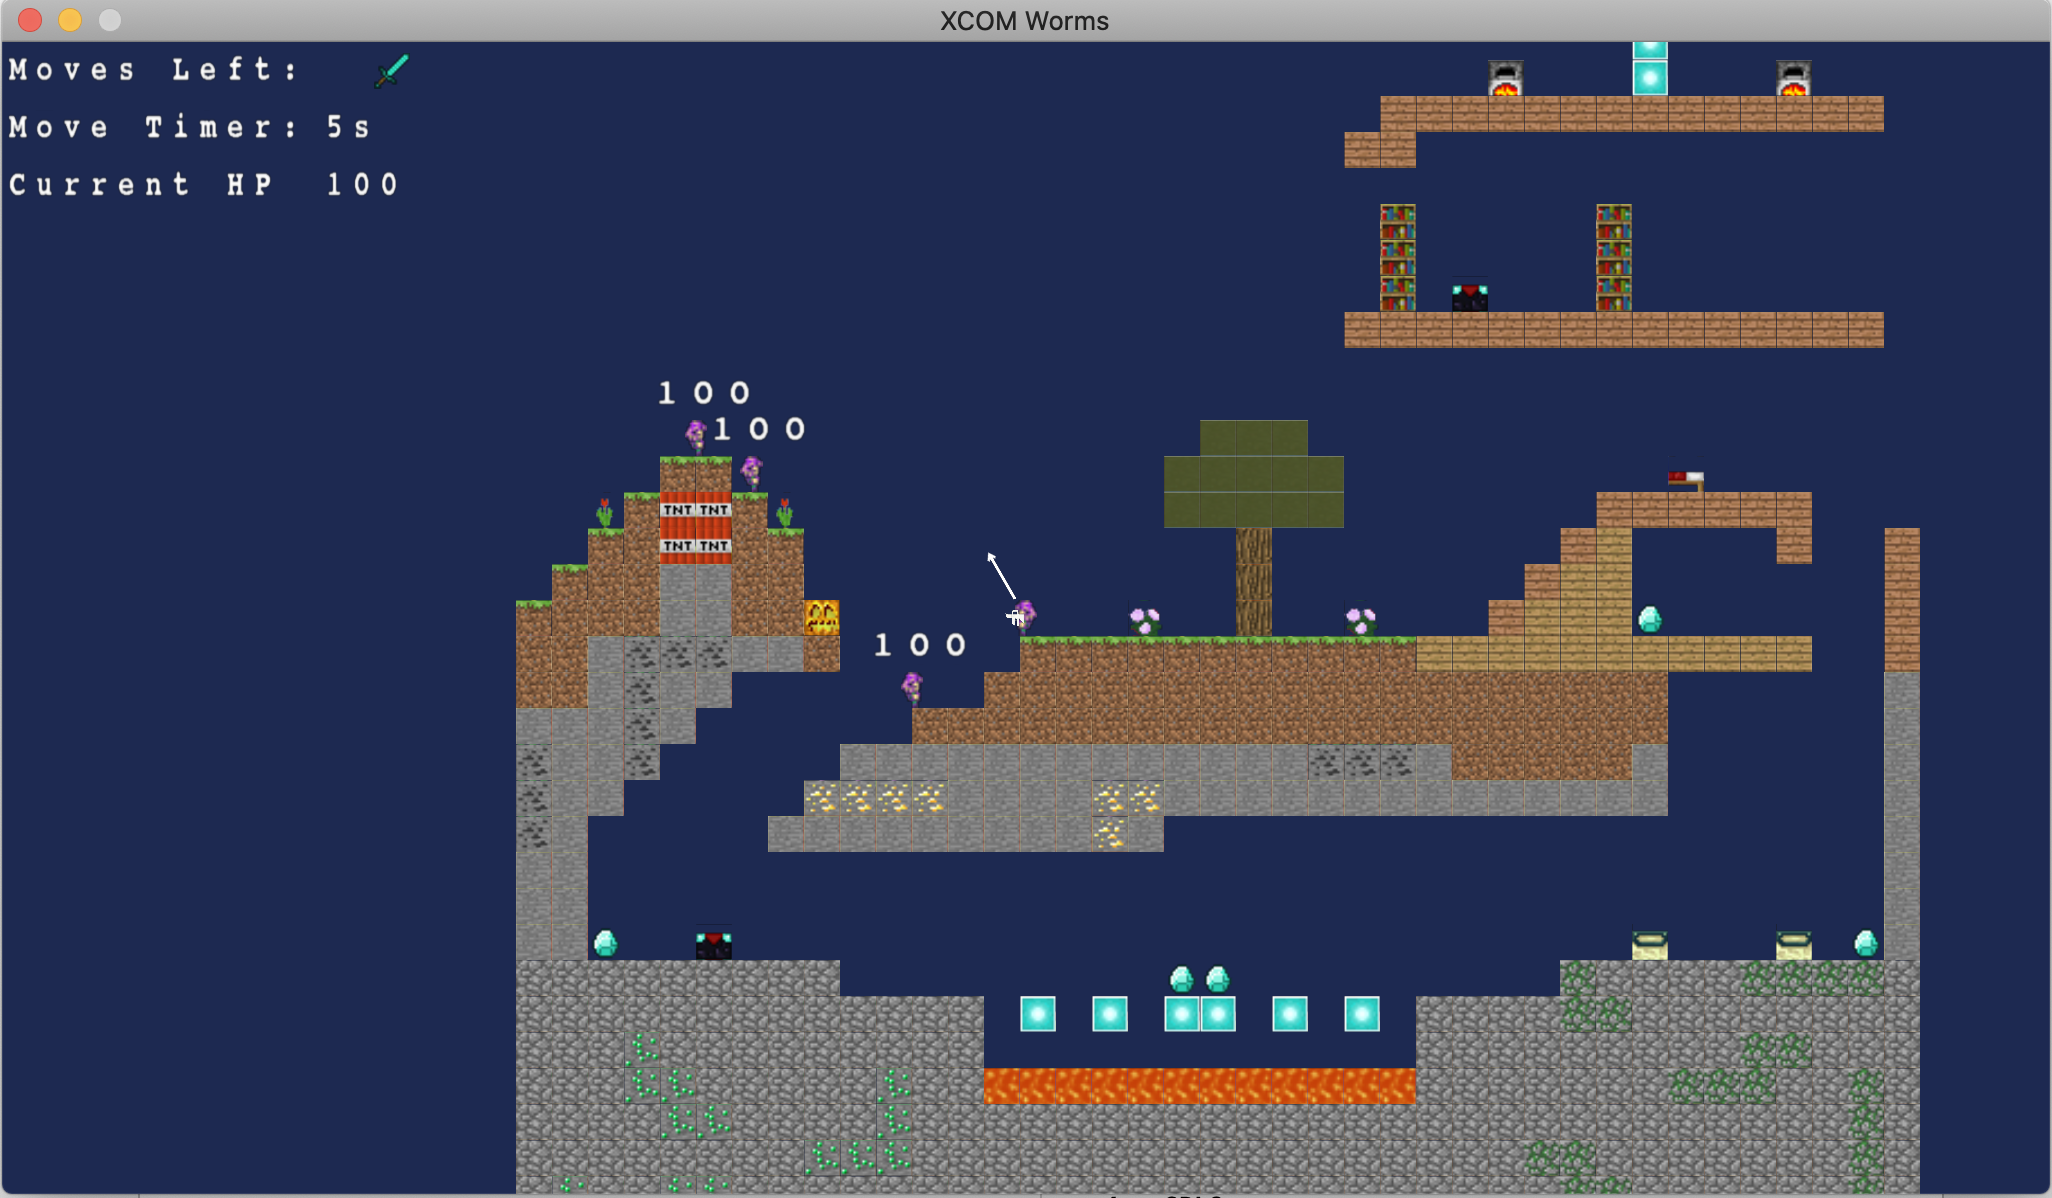 XCOM Worms
Moves Left:
Move Timer: 5s
Current HP 100
100
100
TNT TNT
TNT TNT
100